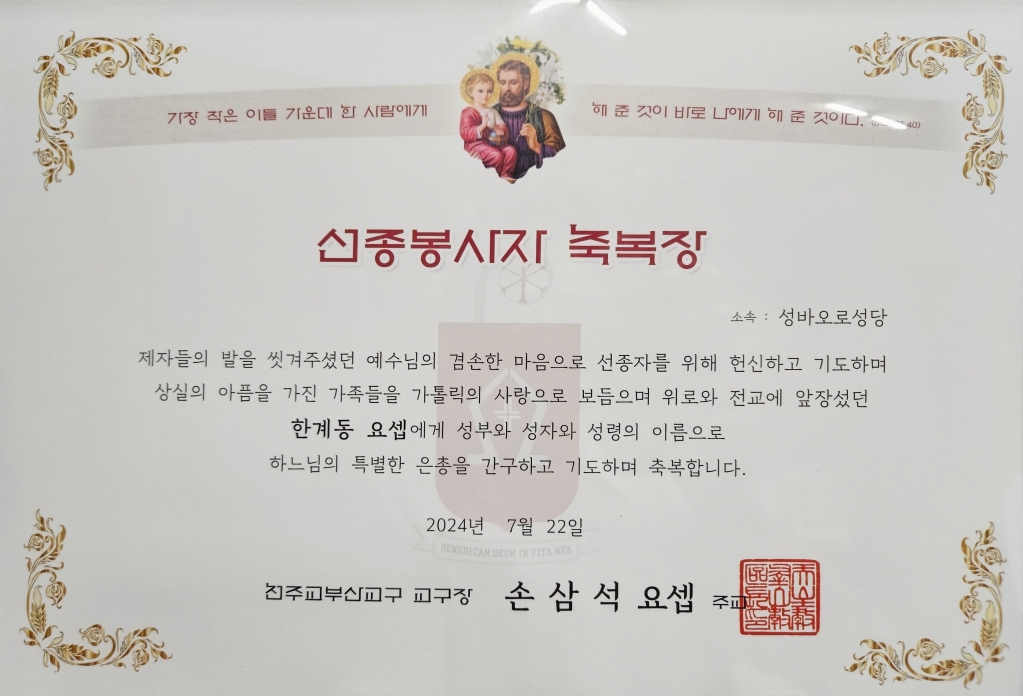 가장 작은 이들 가운데 한 사람에게 해 준 것이 바로 나에게 해 준 것이다.
선종봉사자 축복장
소속 : 성바오로성당
제자들의 발을 씻겨주셨던 예수님의 겸손한 마음으로 선종자를 위해 헌신하고 기도하며
상실의 아픔을 가진 가족들을 가톨릭의 사랑으로 보듬으며 위로와 전교에 앞장섰던
한계동 요셉에게 성부와 성자와 성령의 이름으로
하느님의 특별한 은총을 간구하고 기도하며 축복합니다.
2024년 7월 22일
BENEDICAM DEUM IN VITA MEA
천주교부산교구 교구장 손삼석 요셉 주교